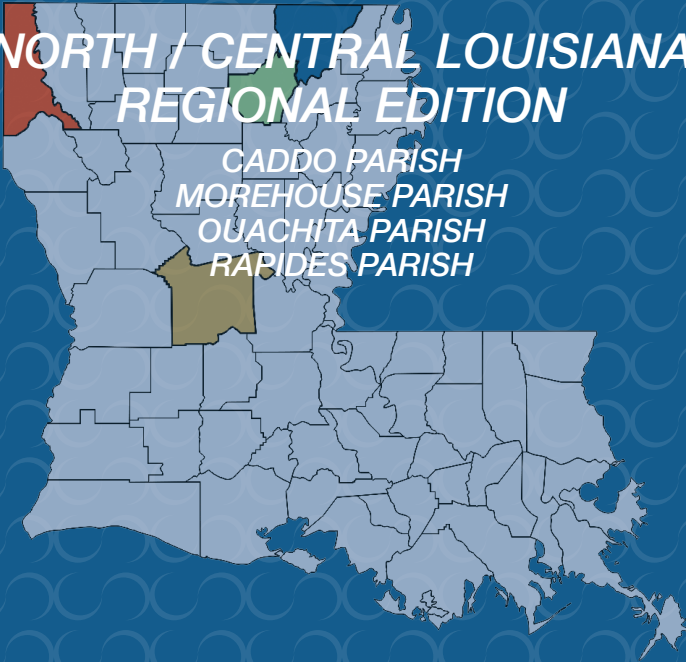 NORTH / CENTRAL LOUISIANA
REGIONAL EDITION
CADDO PARISH
MOREHOUSE PARISH
OUACHITA PARISH
RAPIDES PARISH